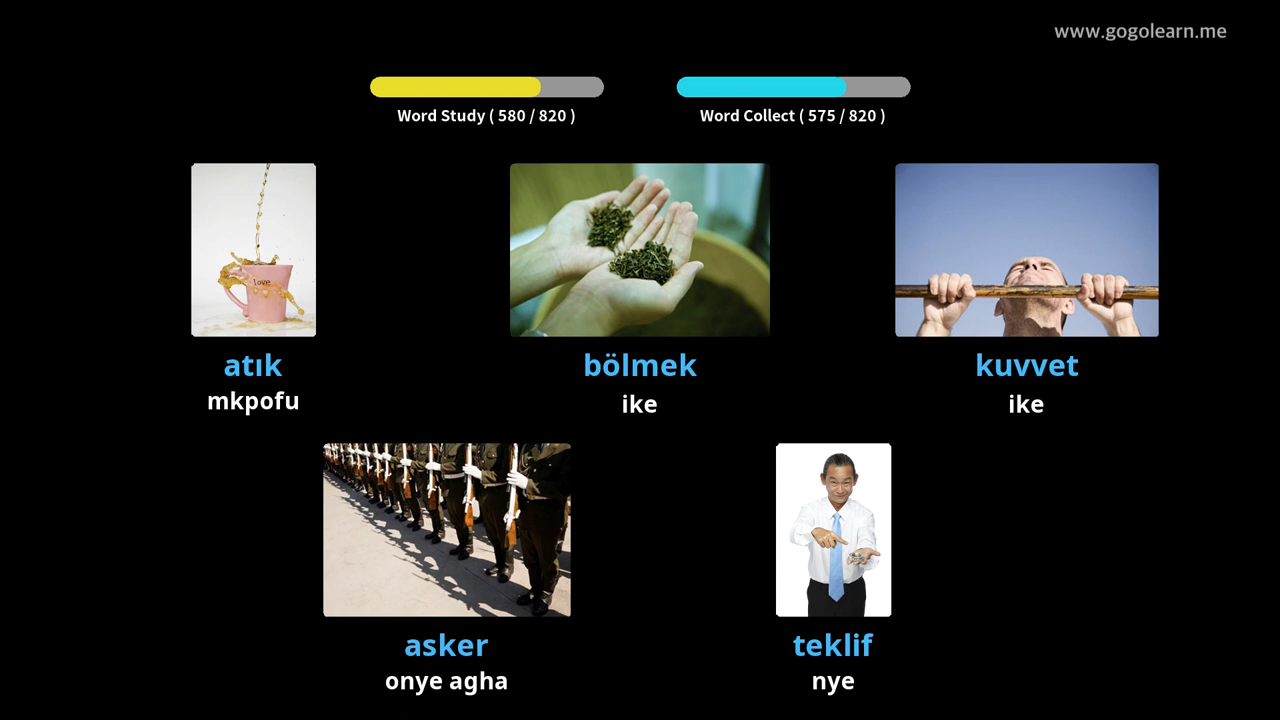 www.gogolearn.me
Word Study ( 580 / 820 )
Word Collect ( 575 / 820 )
love
atık
mkpofu
bölmek
ike
kuvvet
ike
asker
onye agha
teklif
nye